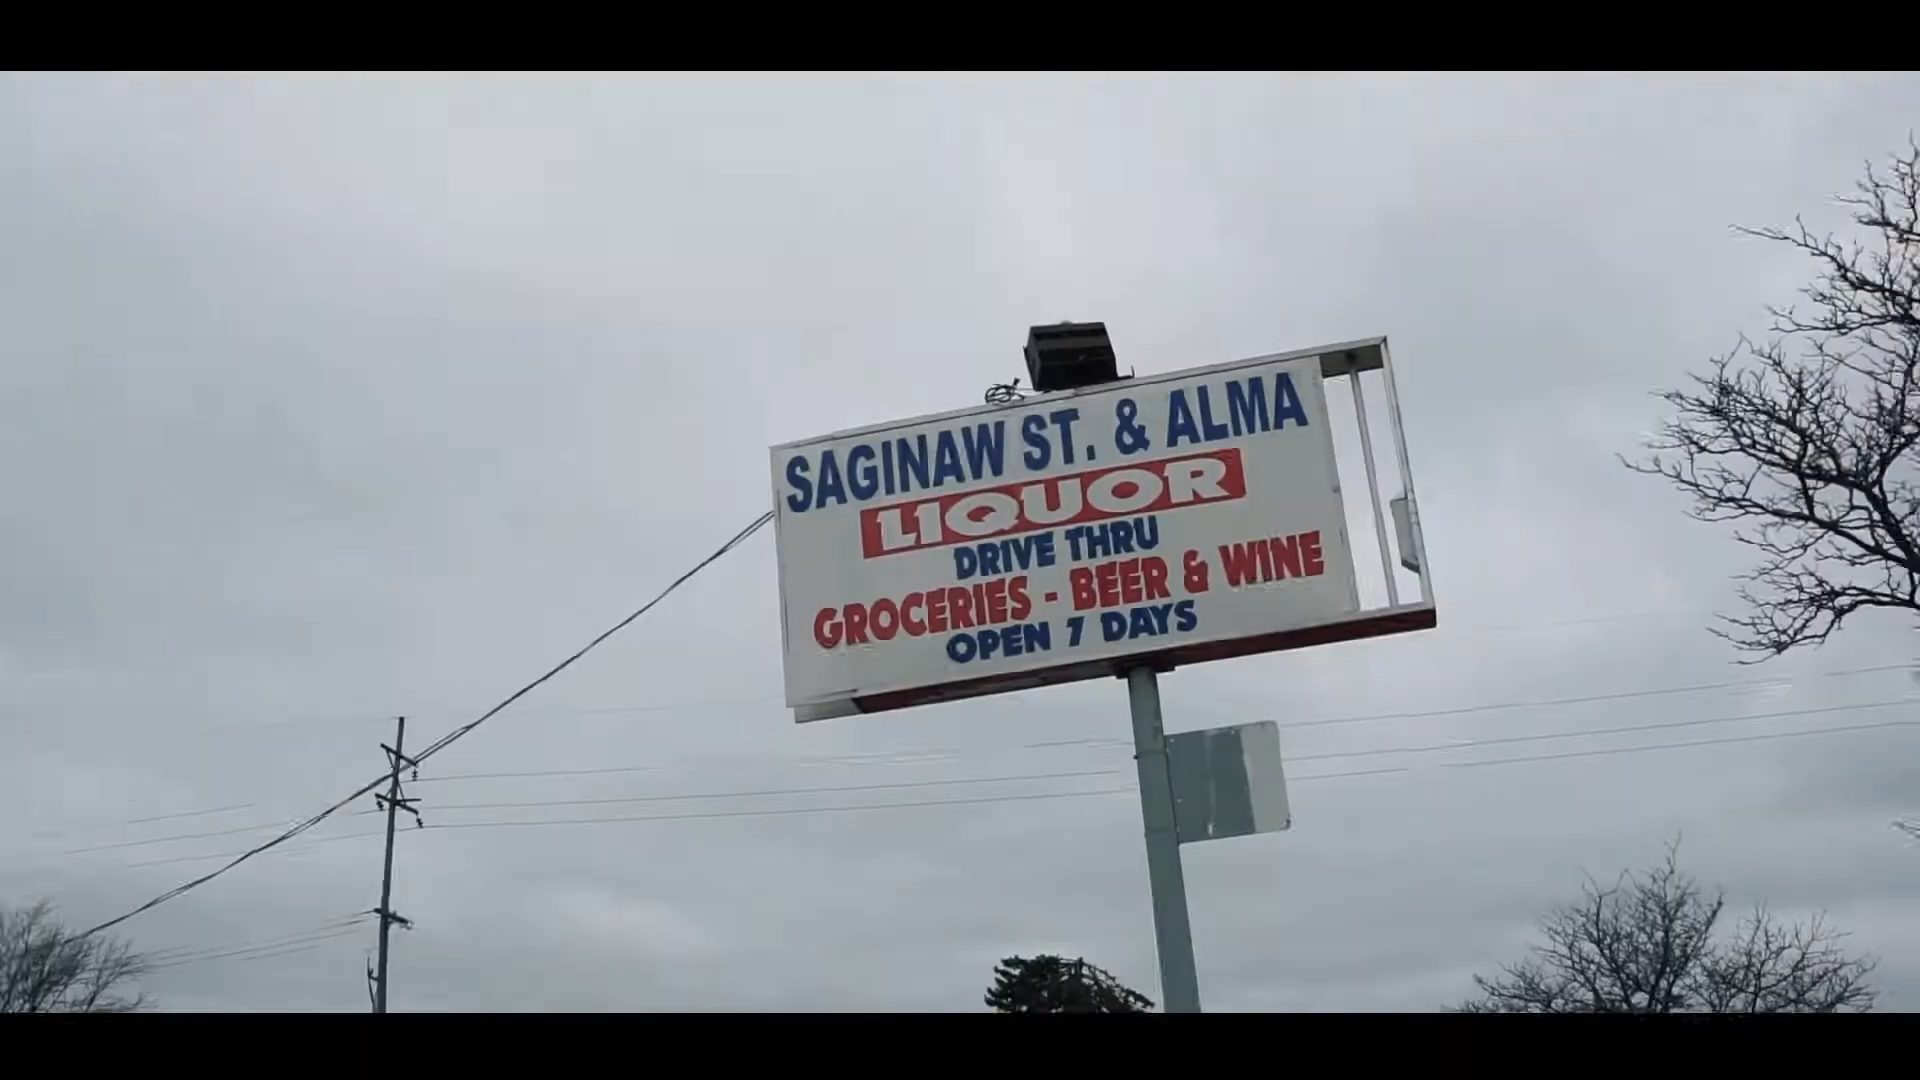 SAGINAW ST. & ALMA
LIQUOR
DRIVE THRU
GROCERIES - BEER & WINE
OPEN 7 DAYS